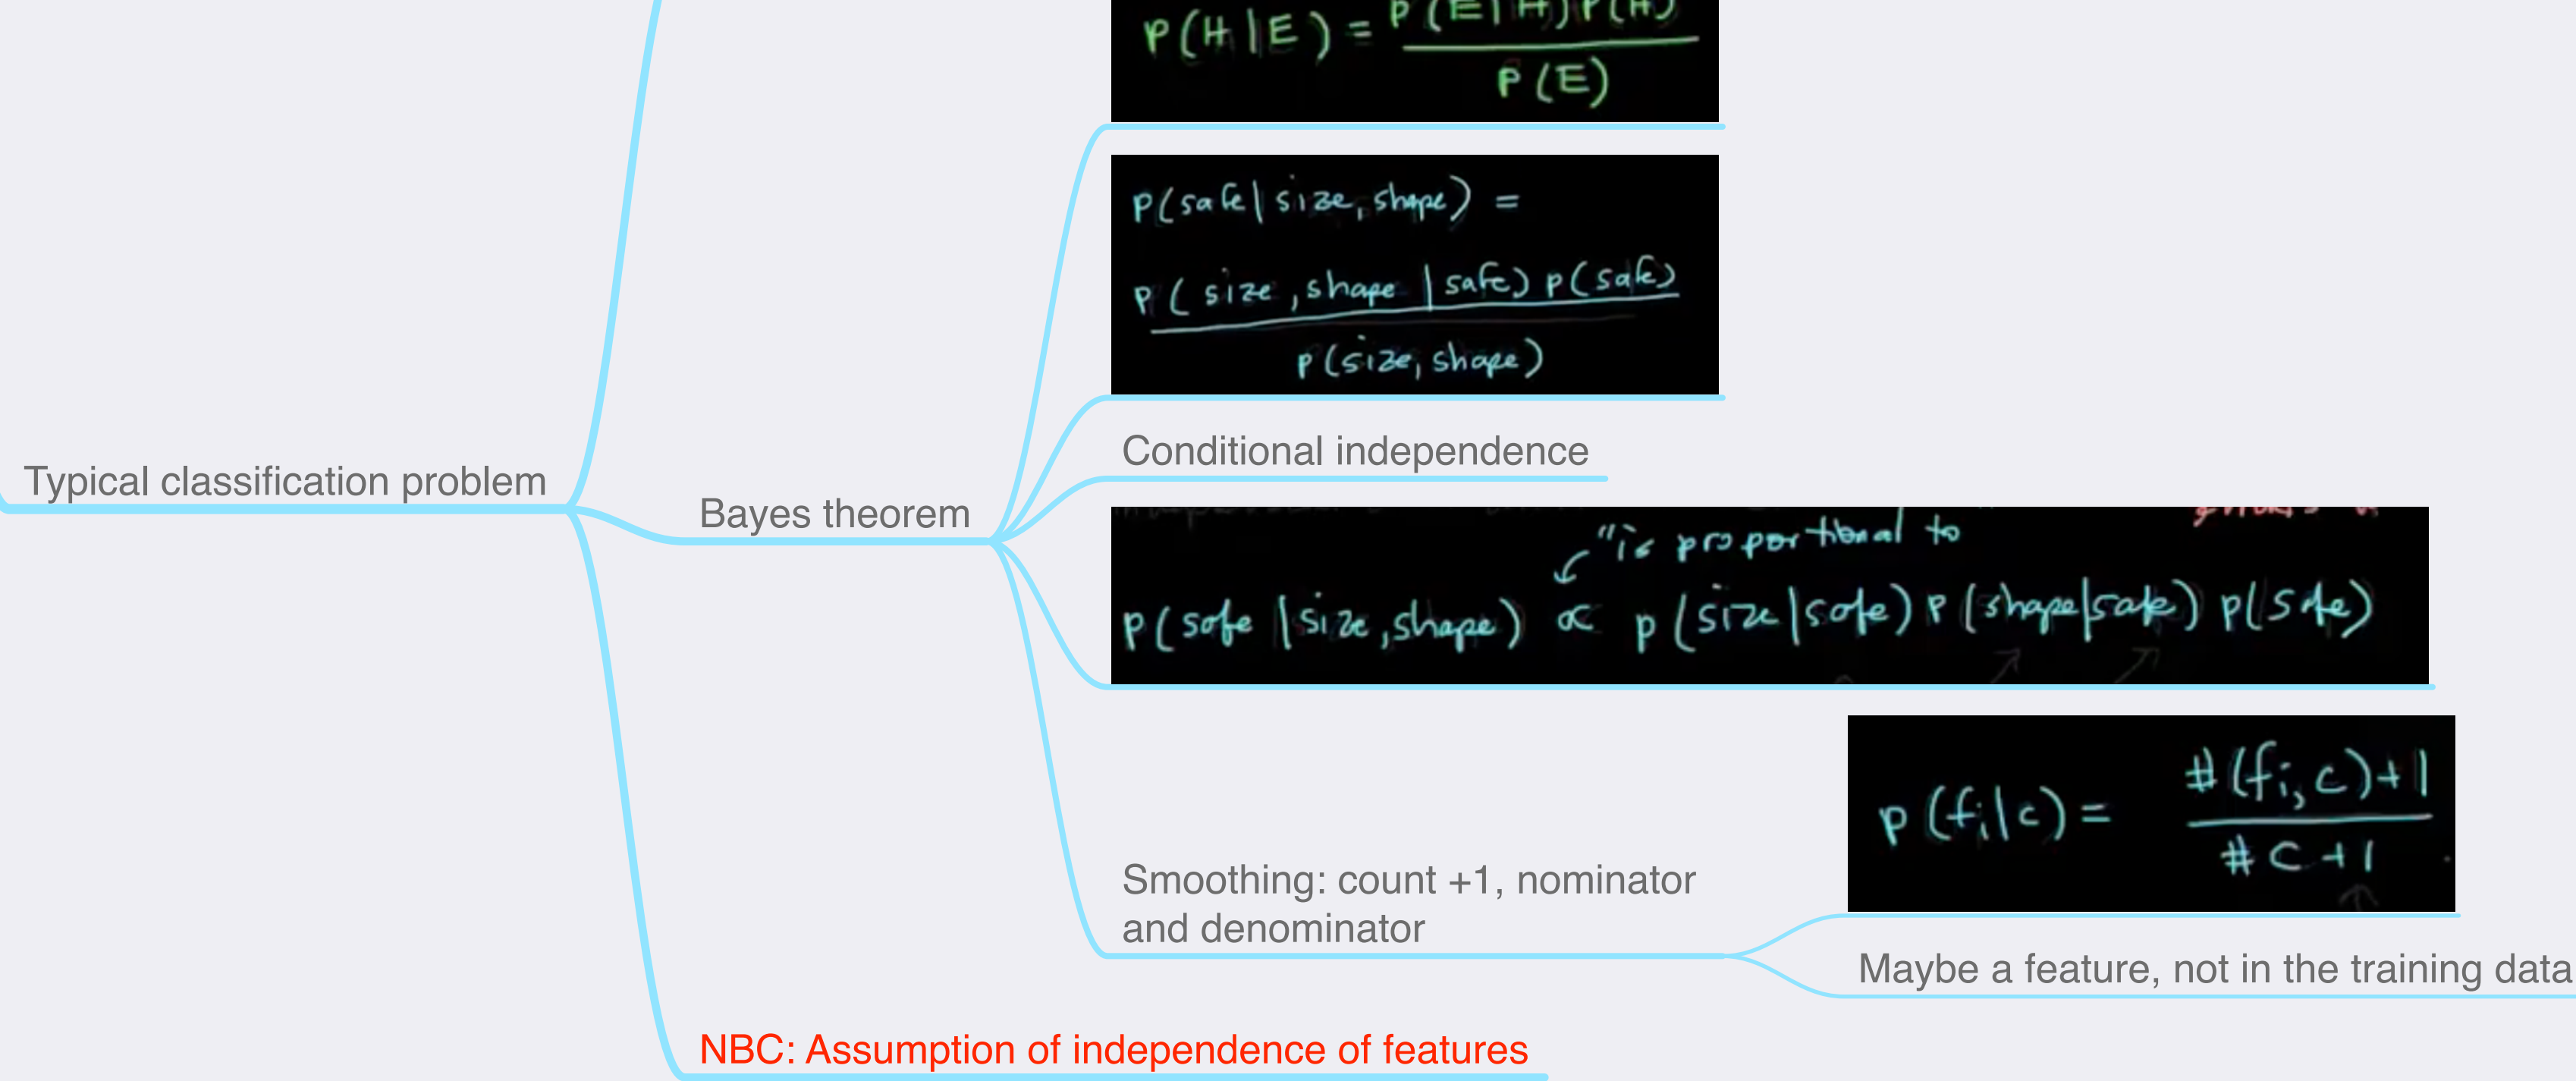 P(H|E) = P(E|H)P(H)
P(E)
P(safe|size, shape) =
P(size, shape|safe) p(safe)
p(size, shape)
Typical classification problem
Bayes theorem
Conditional independence
"is proportional to
p(safe|size, shape) ∝ p(size|safe) P(shape|safe) p(safe)
p(fi|c) = #(fi, c)+1
# C +1
Smoothing: count +1, nominator
and denominator
Maybe a feature, not in the training data
NBC: Assumption of independence of features